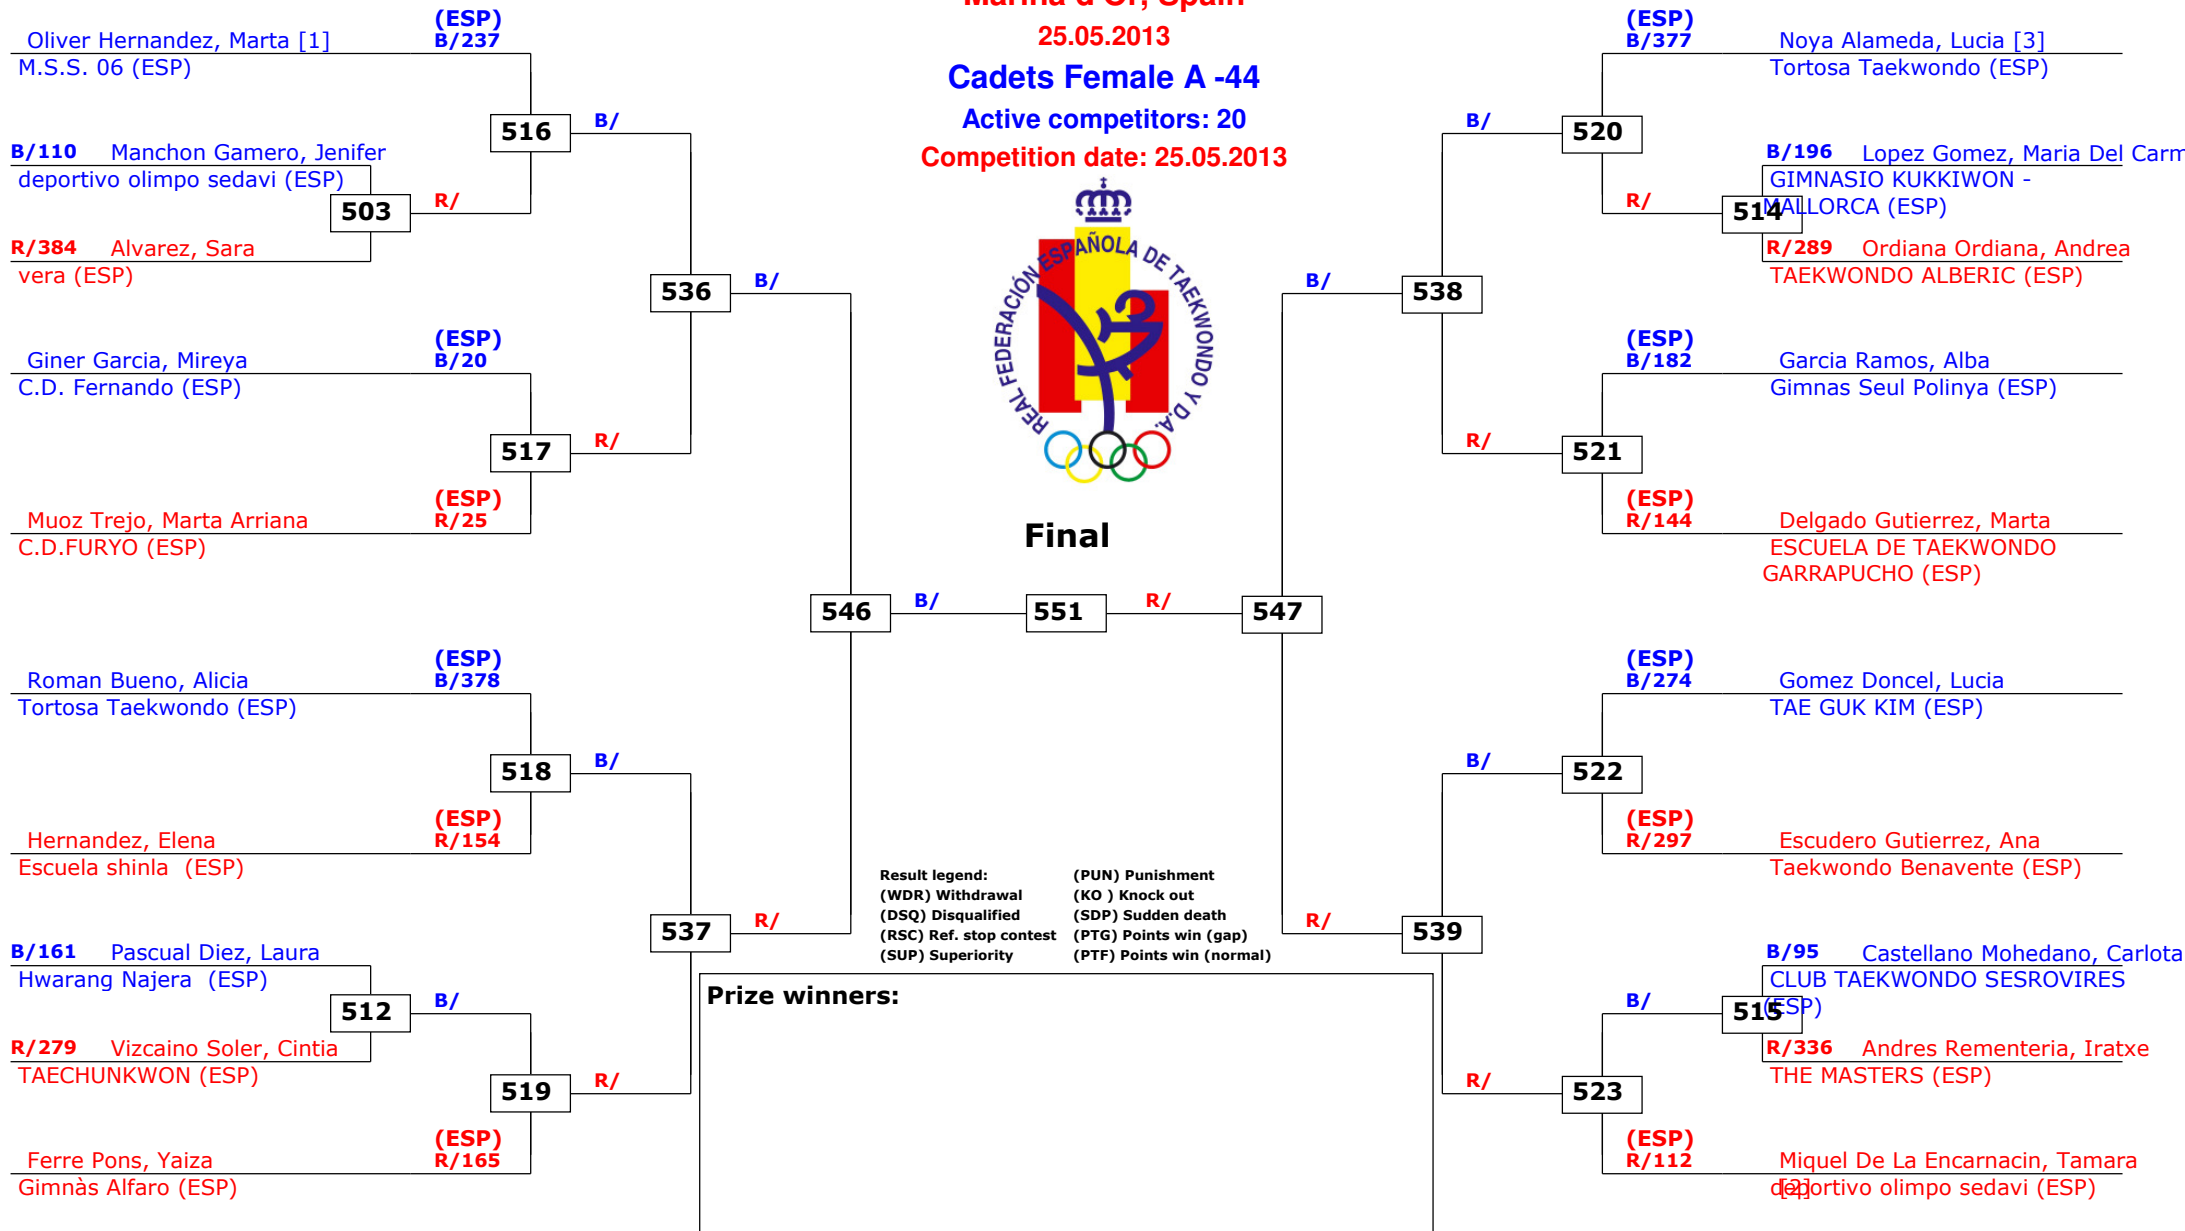 Marina d'Or, Spain
25.05.2013
Cadets Female A -44
Active competitors: 20
Competition date: 25.05.2013
REAL FEDERACIÓN ESPAÑOLA DE TAEKWONDO Y D.A.
(ESP)
Oliver Hernandez, Marta [1] B/237
M.S.S. 06 (ESP)
516
B/
B/110 Manchon Gamero, Jenifer
deportivo olimpo sedavi (ESP)
503
R/
R/384 Alvarez, Sara
vera (ESP)
536
B/
(ESP)
Giner Garcia, Mireya B/20
C.D. Fernando (ESP)
517
R/
(ESP)
Muoz Trejo, Marta Arriana R/25
C.D.FURYO (ESP)
546
B/
(ESP)
Roman Bueno, Alicia B/378
Tortosa Taekwondo (ESP)
518
B/
(ESP)
Hernandez, Elena R/154
Escuela shinla (ESP)
537
R/
B/161 Pascual Diez, Laura
Hwarang Najera (ESP)
512
B/
R/279 Vizcaino Soler, Cintia
TAECHUNKWON (ESP)
519
R/
(ESP)
Ferre Pons, Yaiza R/165
Gimnàs Alfaro (ESP)
Final
551
R/
547
(ESP)
B/377 Noya Alameda, Lucia [3]
Tortosa Taekwondo (ESP)
B/
520
B/196 Lopez Gomez, Maria Del Carm
GIMNASIO KUKKIWON -
MALLORCA (ESP)
R/
514
R/289 Ordiana Ordiana, Andrea
TAEKWONDO ALBERIC (ESP)
B/
538
(ESP)
B/182 Garcia Ramos, Alba
Gimnas Seul Polinya (ESP)
R/
521
(ESP)
R/144 Delgado Gutierrez, Marta
ESCUELA DE TAEKWONDO
GARRAPUCHO (ESP)
(ESP)
B/274 Gomez Doncel, Lucia
TAE GUK KIM (ESP)
B/
522
(ESP)
R/297 Escudero Gutierrez, Ana
Taekwondo Benavente (ESP)
R/
539
B/95 Castellano Mohedano, Carlota
CLUB TAEKWONDO SESROVIRES
(ESP)
B/
515
R/336 Andres Rementeria, Iratxe
THE MASTERS (ESP)
R/
523
(ESP)
R/112 Miquel De La Encarnacin, Tamara
[2]
deportivo olimpo sedavi (ESP)
Result legend: (PUN) Punishment
(WDR) Withdrawal (KO ) Knock out
(DSQ) Disqualified (SDP) Sudden death
(RSC) Ref. stop contest (PTG) Points win (gap)
(SUP) Superiority (PTF) Points win (normal)
Prize winners: